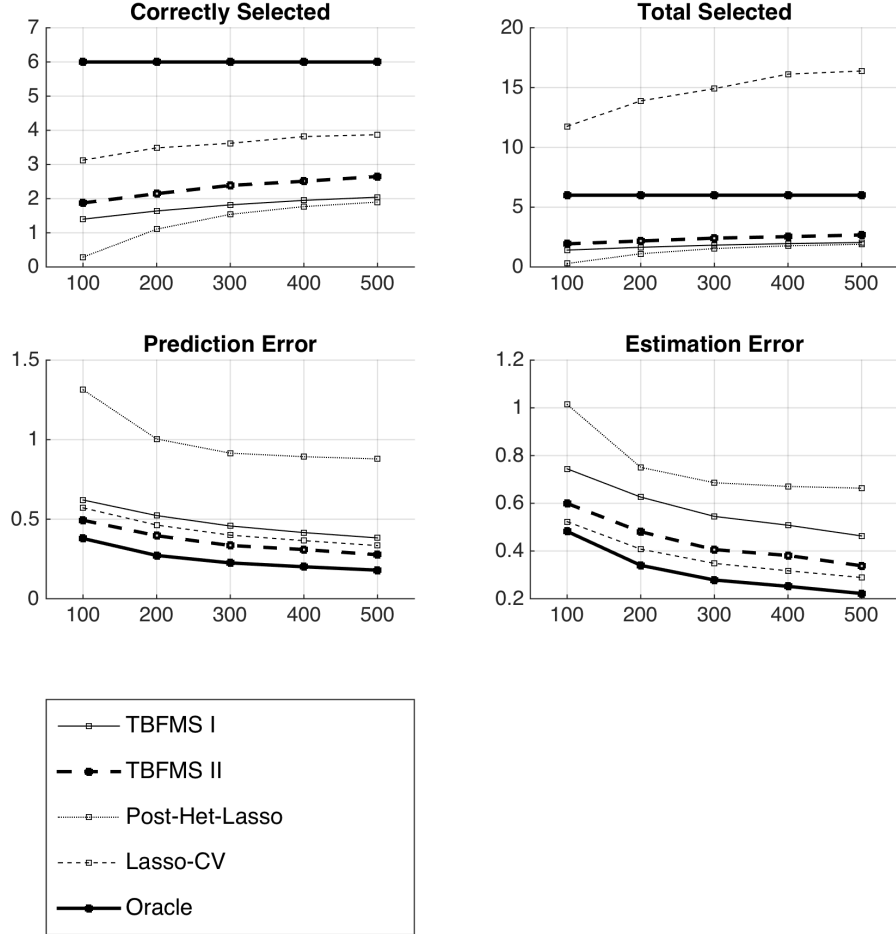 Correctly Selected
7
6
5
4
3
2
1
0
100 200 300 400 500
Total Selected
20
15
10
5
0
100 200 300 400 500
Prediction Error
1.5
1
0.5
0
100 200 300 400 500
Estimation Error
1.2
1
0.8
0.6
0.4
0.2
100 200 300 400 500
TBFMS I
TBFMS II
Post-Het-Lasso
Lasso-CV
Oracle